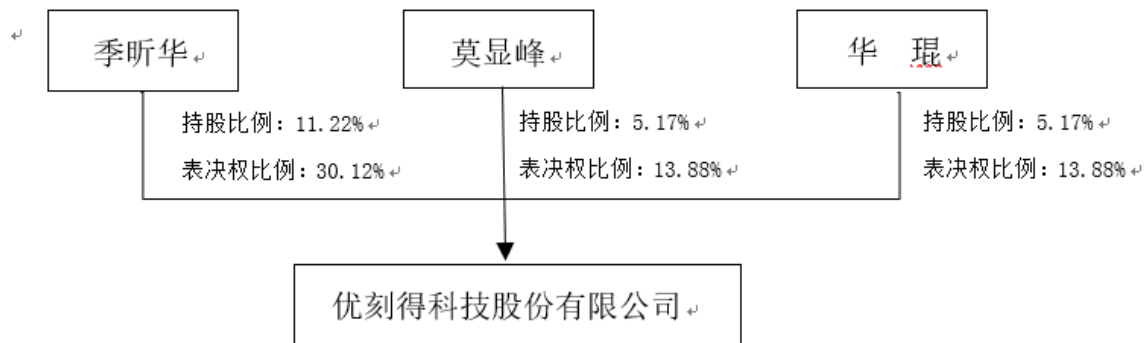 季昕华
莫显峰
华 琨
持股比例：11.22%
持股比例：5.17%
持股比例：5.17%
表决权比例：30.12%
表决权比例：13.88%
表决权比例：13.88%
优刻得科技股份有限公司